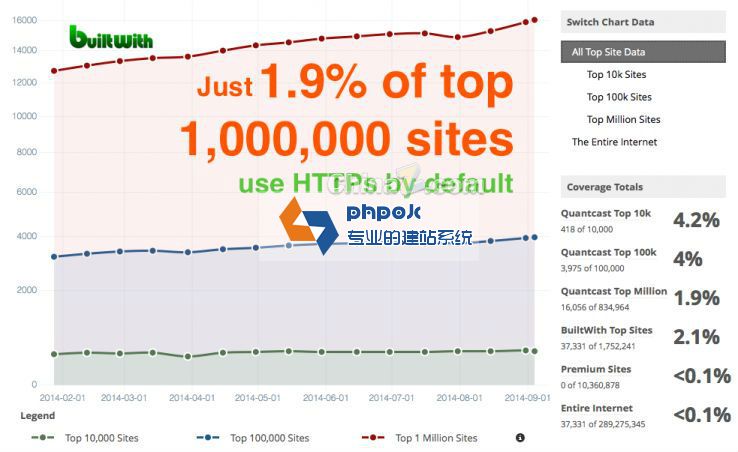 16000
14000
12000
10000
8000
6000
4000
2000
0
builtwith
Just 1.9% of top
1,000,000 sites
use HTTPs by default
phpok
专业的建站系统
2014-02-01
2014-03-01
2014-04-01
2014-05-01
2014-06-01
2014-07-01
2014-08-01
2014-09-01
Legend
Top 10,000 Sites
Top 100,000 Sites
Top 1 Million Sites
Switch Chart Data
All Top Site Data
Top 10k Sites
Top 100k Sites
Top Million Sites
The Entire Internet
Coverage Totals
Quantcast Top 10k
418 of 10,000
4.2%
Quantcast Top 100k
3,975 of 100,000
4%
Quantcast Top Million
16,056 of 834,964
1.9%
BuiltWith Top Sites
37,331 of 1,752,241
2.1%
Premium Sites
0 of 10,360,878
<0.1%
Entire Internet
37,331 of 289,275,345
<0.1%